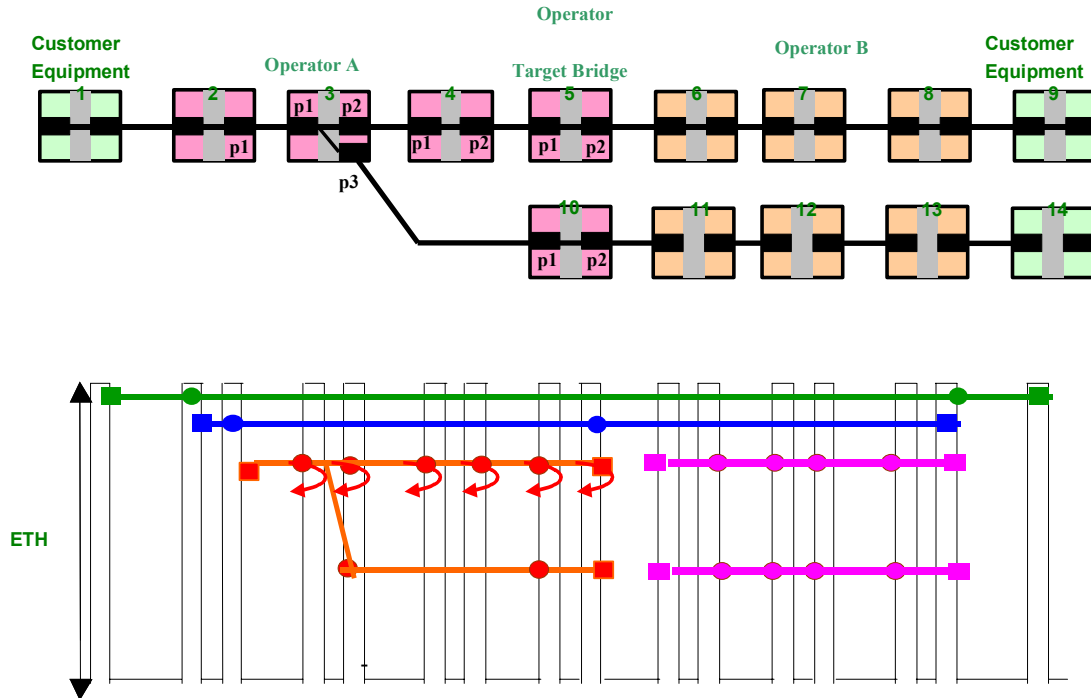 Operator
Customer
Equipment
Operator A
Target Bridge
Operator B
Customer
Equipment
1
2
3
4
5
6
7
8
9
p1
p1
p2
p1
p2
p1
p2
p3
10
11
12
13
14
p1
p2
ETH